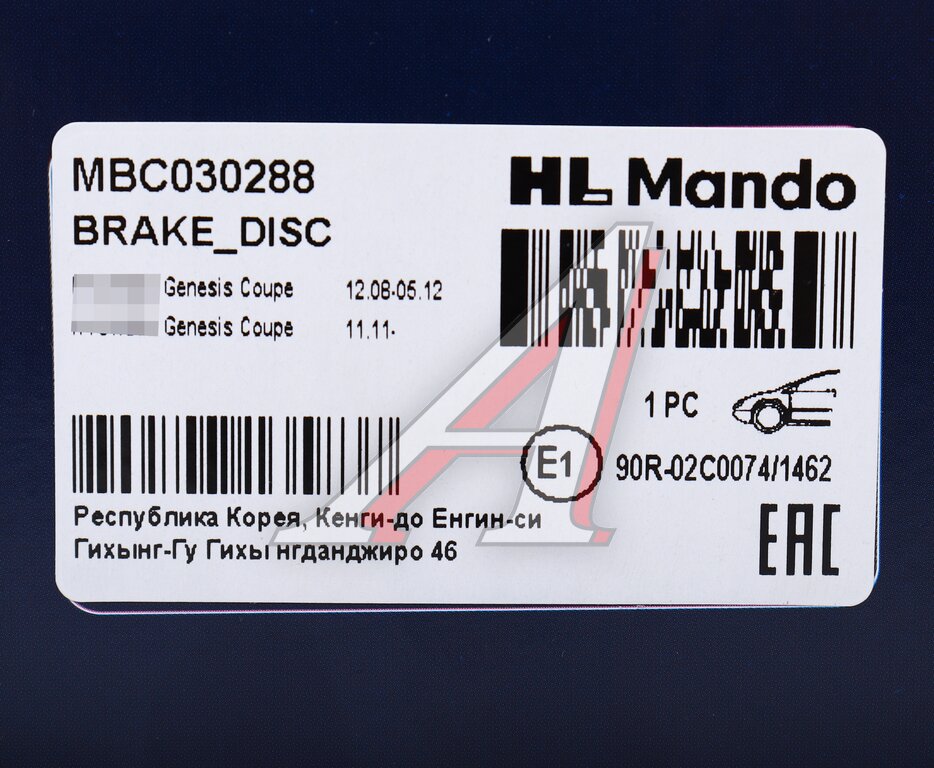 MBC030288
BRAKE_DISC
HL Mando
Genesis Coupe 12.08-05.12
Genesis Coupe 11.11-
1 PC
E1 90R-02C0074/1462
Республика Корея, Кенги-до Енгин-си
Гихынг-Гу Гихы нгданджиро 46
EAC